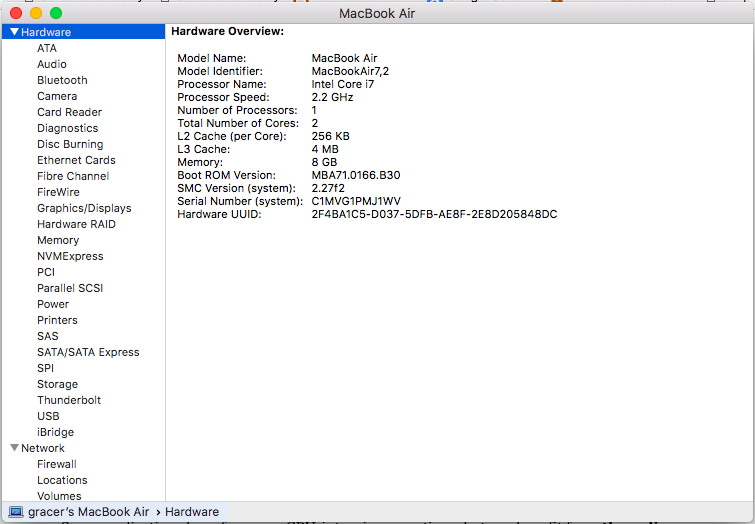 MacBook Air
Hardware
ATA
Audio
Bluetooth
Camera
Card Reader
Diagnostics
Disc Burning
Ethernet Cards
Fibre Channel
FireWire
Graphics/Displays
Hardware RAID
Memory
NVMExpress
PCI
Parallel SCSI
Power
Printers
SAS
SATA/SATA Express
SPI
Storage
Thunderbolt
USB
iBridge
Network
Firewall
Locations
Volumes
Hardware Overview:
Model Name: MacBook Air
Model Identifier: MacBookAir7,2
Processor Name: Intel Core i7
Processor Speed: 2.2 GHz
Number of Processors: 1
Total Number of Cores: 2
L2 Cache (per Core): 256 KB
L3 Cache: 4 MB
Memory: 8 GB
Boot ROM Version: MBA71.0166.B30
SMC Version (system): 2.27f2
Serial Number (system): C1MVG1PMJ1WV
Hardware UUID: 2F4BA1C5-D037-5DFB-AE8F-2E8D205848DC
gracer's MacBook Air › Hardware